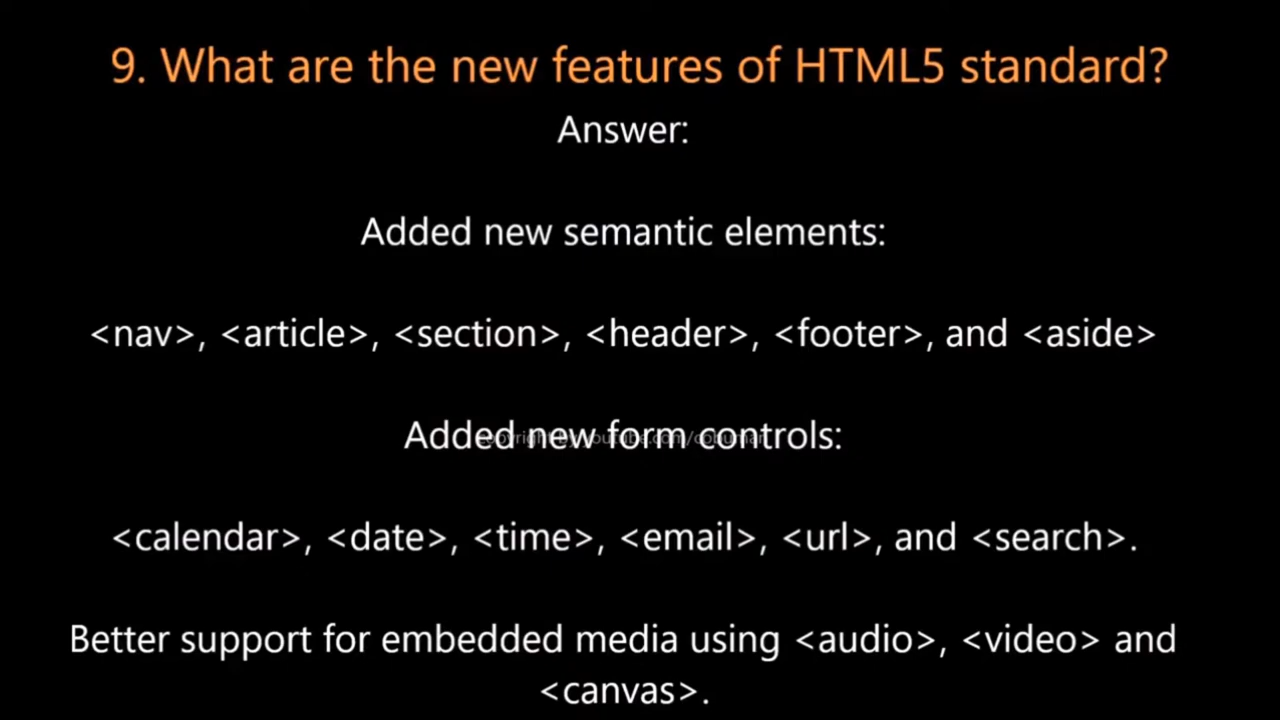 9. What are the new features of HTML5 standard?
Answer:
Added new semantic elements:
<nav>, <article>, <section>, <header>, <footer>, and <aside>
Added new form controls:
<calendar>, <date>, <time>, <email>, <url>, and <search>.
Better support for embedded media using <audio>, <video> and
<canvas>.